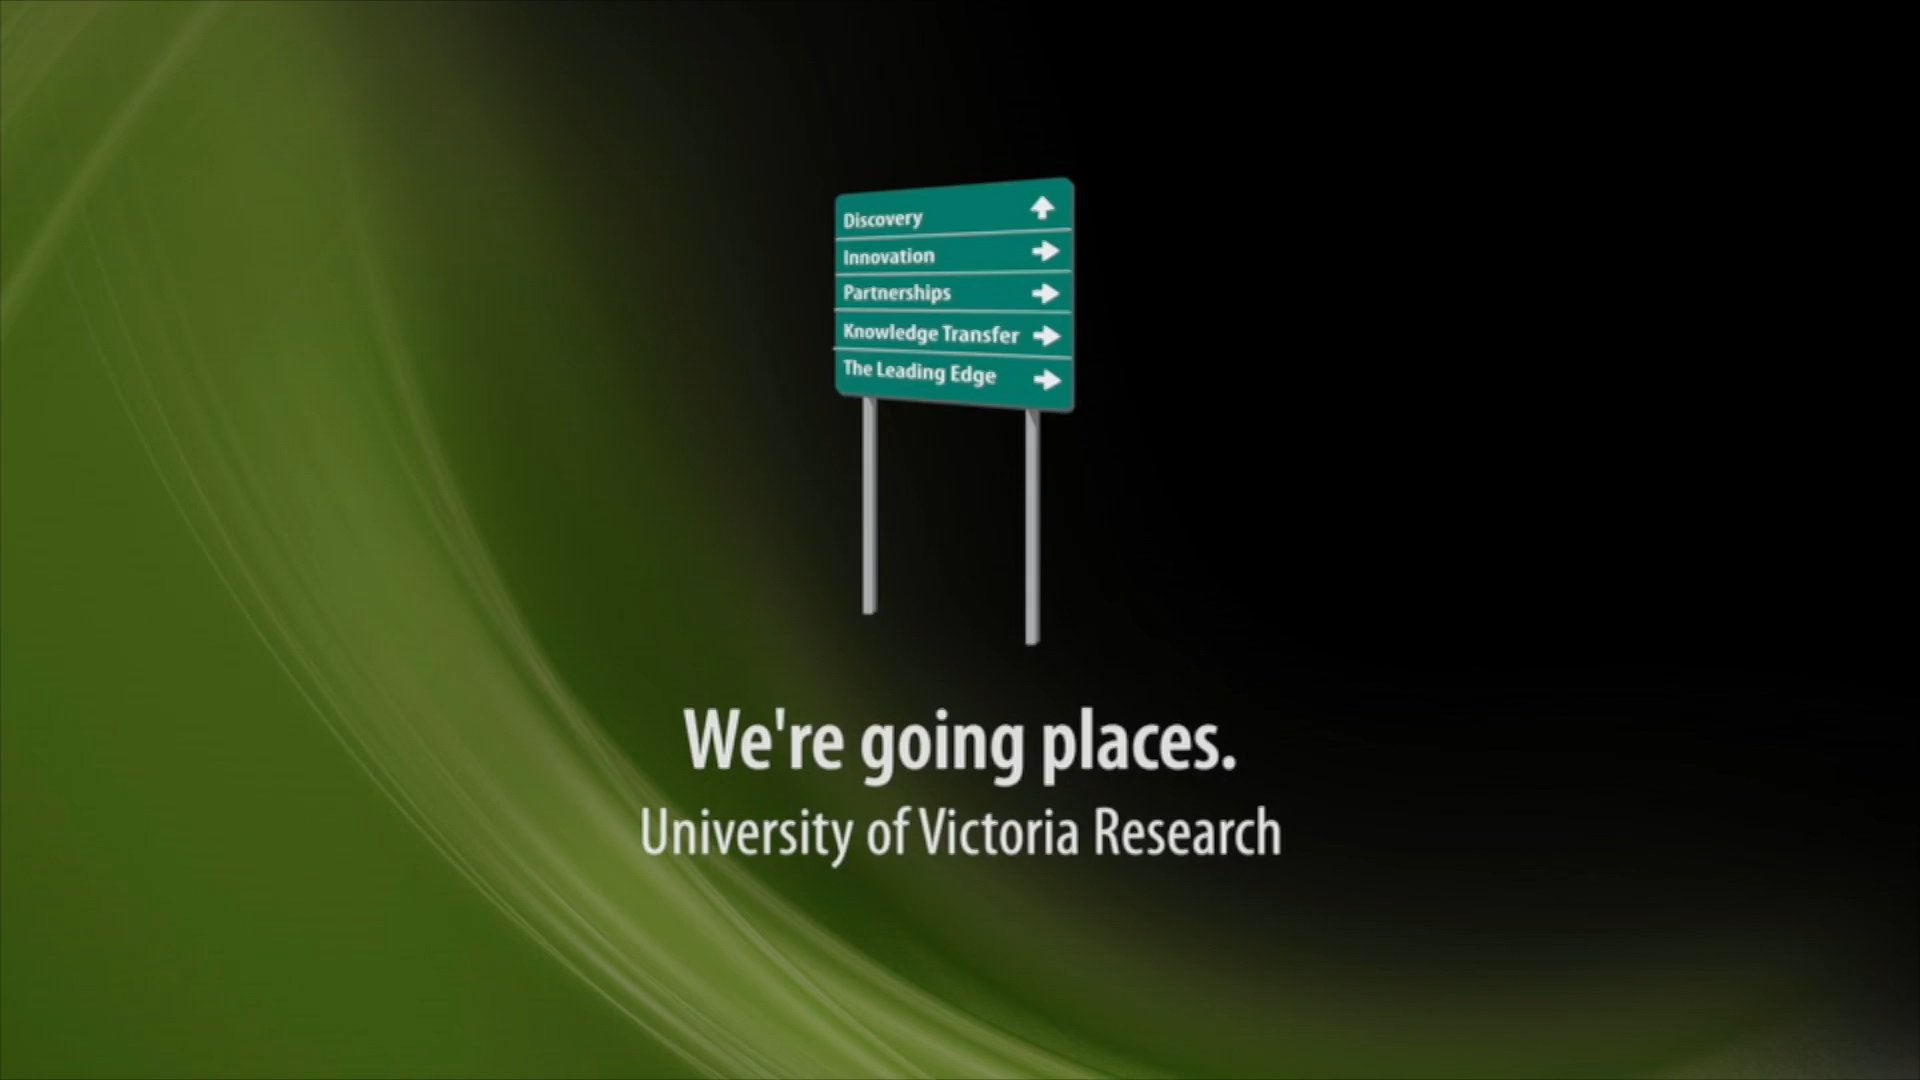 Discovery
Innovation
Partnerships
Knowledge Transfer
The Leading Edge
We're going places.
University of Victoria Research